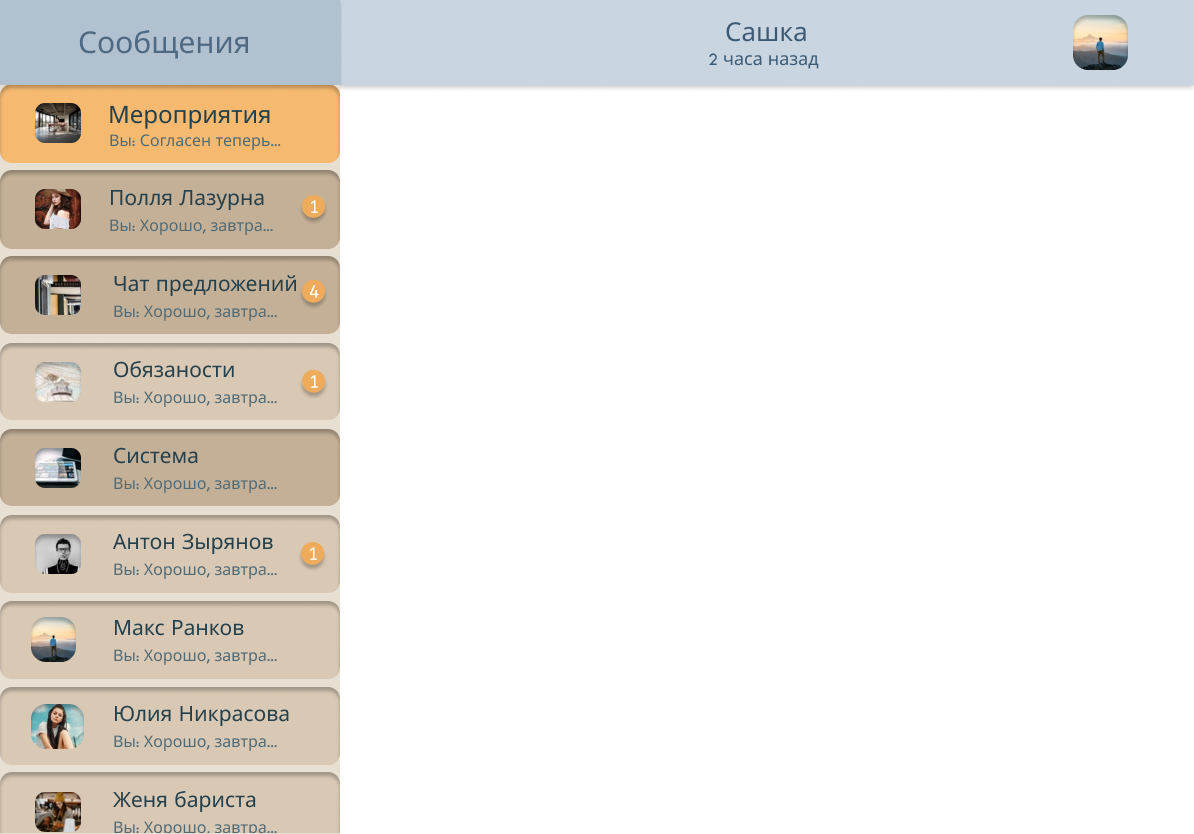 Сообщения
Сашка
2 часа назад
Мероприятия
Вы: Согласен теперь...
Полля Лазурна
1
Вы: Хорошо, завтра...
Чат предложений
4
Вы: Хорошо, завтра...
Обязаности
1
Вы: Хорошо, завтра...
Система
Вы: Хорошо, завтра...
Антон Зырянов
1
Вы: Хорошо, завтра...
Макс Ранков
Вы: Хорошо, завтра...
Юлия Никрасова
Вы: Хорошо, завтра...
Женя бариста
Вы: Хорошо, завтра...